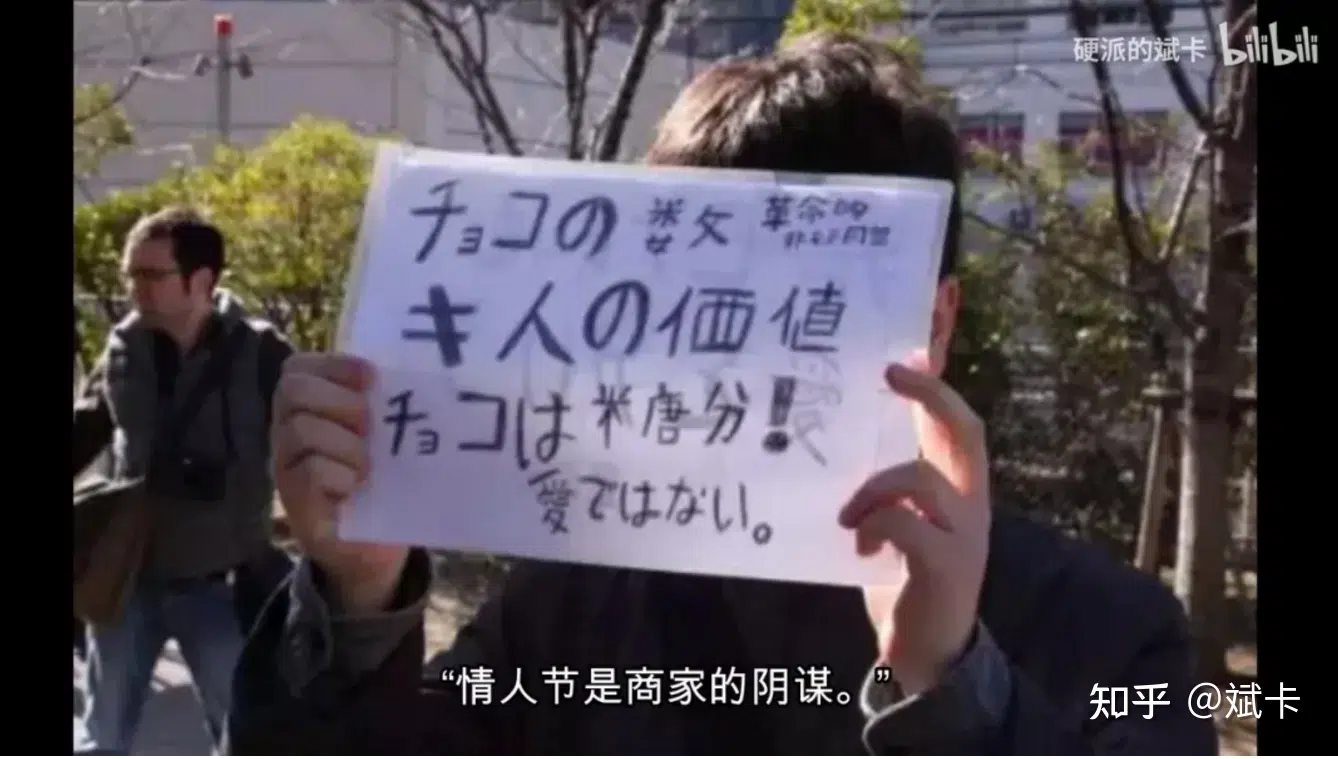 硬派的斌卡 bilibili
チョコの数 革命的
非モテ同盟
キ人の価値
チョコは糖分!!
愛ではない。
“情人节是商家的阴谋。”
知乎 @斌卡